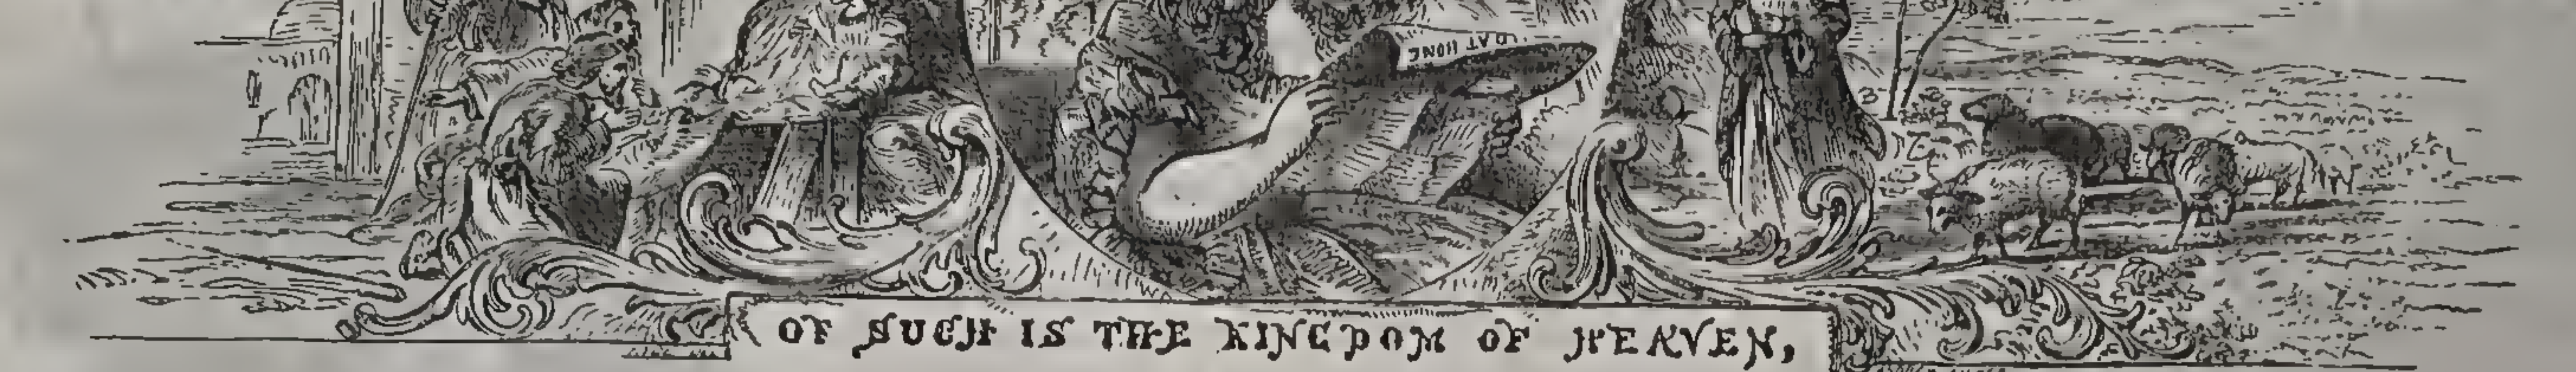 OF SUCH IS THE KINGDOM OF HEAVEN,